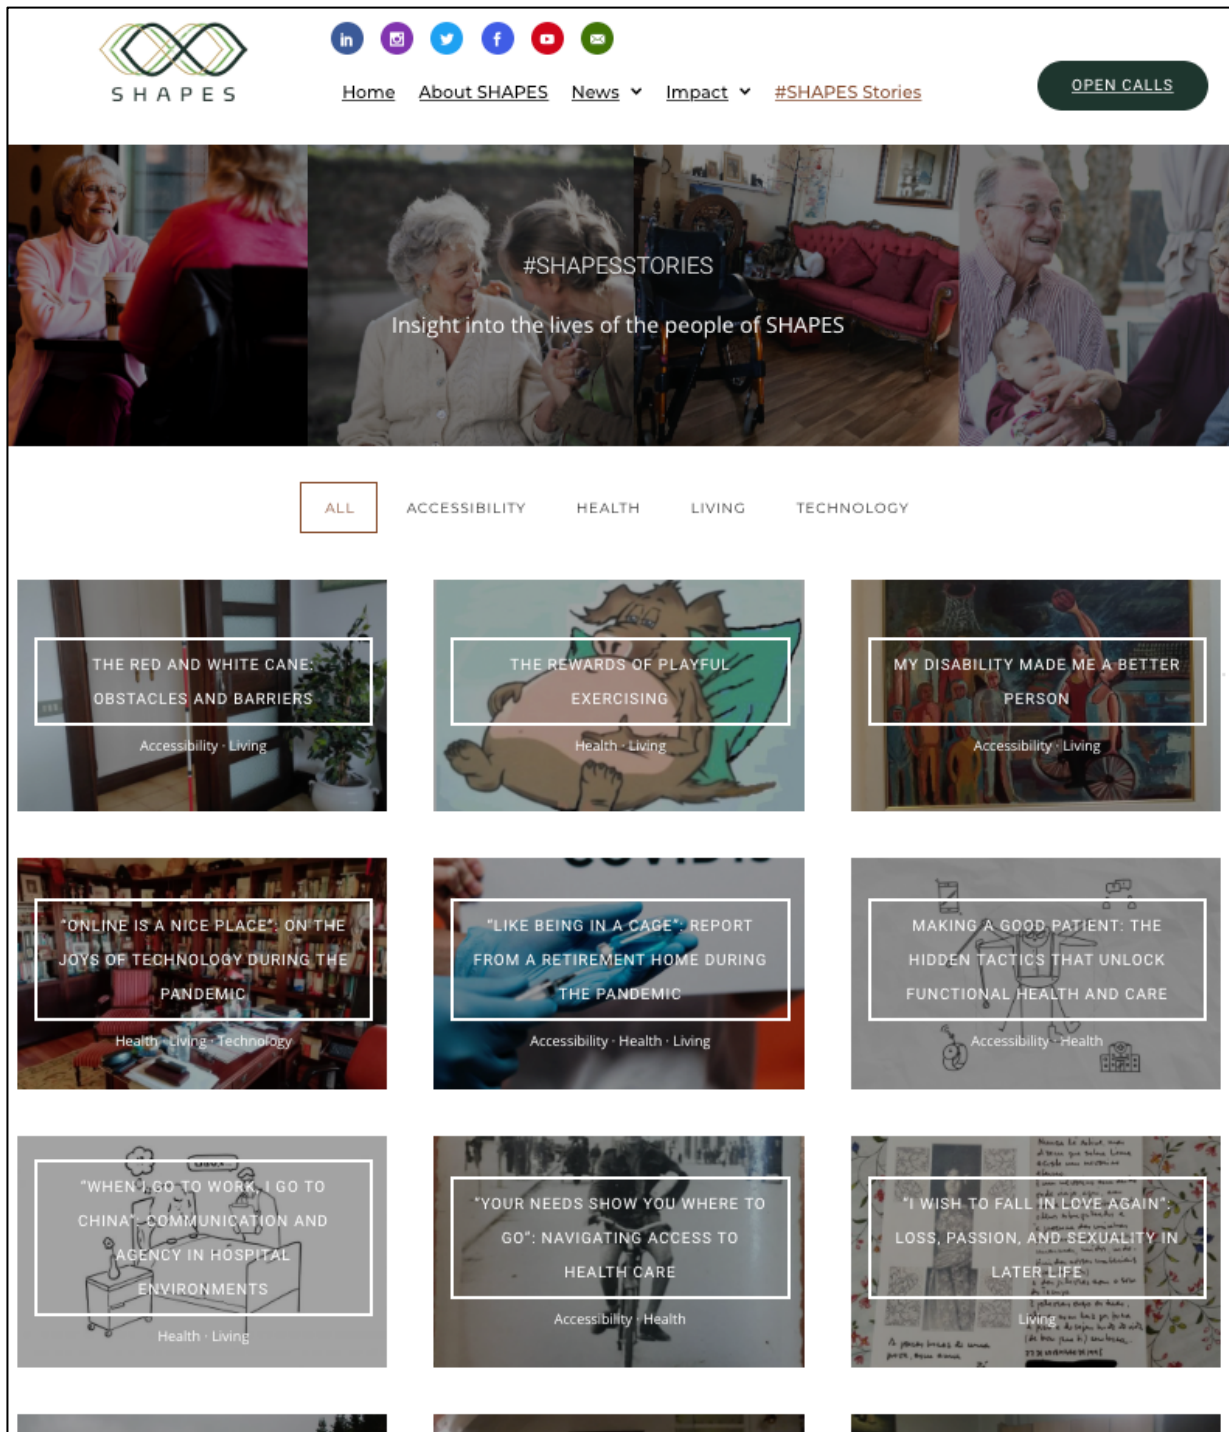 SHAPES
Home About SHAPES News Impact #SHAPES Stories
OPEN CALLS
#SHAPESSTORIES
Insight into the lives of the people of SHAPES
ALL ACCESSIBILITY HEALTH LIVING TECHNOLOGY
THE RED AND WHITE CANE:
OBSTACLES AND BARRIERS
Accessibility · Living
THE REWARDS OF PLAYFUL
EXERCISING
Health · Living
MY DISABILITY MADE ME A BETTER
PERSON
Accessibility · Living
"ONLINE IS A NICE PLACE": ON THE
JOYS OF TECHNOLOGY DURING THE
PANDEMIC
Health · Living · Technology
"LIKE BEING IN A CAGE": REPORT
FROM A RETIREMENT HOME DURING
THE PANDEMIC
Accessibility · Health · Living
MAKING A GOOD PATIENT: THE
HIDDEN TACTICS THAT UNLOCK
FUNCTIONAL HEALTH AND CARE
Accessibility · Health
"WHEN I GO TO WORK, I GO TO
CHINA": COMMUNICATION AND
AGENCY IN HOSPITAL
ENVIRONMENTS
Health · Living
"YOUR NEEDS SHOW YOU WHERE TO
GO": NAVIGATING ACCESS TO
HEALTH CARE
Accessibility · Health
"I WISH TO FALL IN LOVE AGAIN":
LOSS, PASSION, AND SEXUALITY IN
LATER LIFE
Living